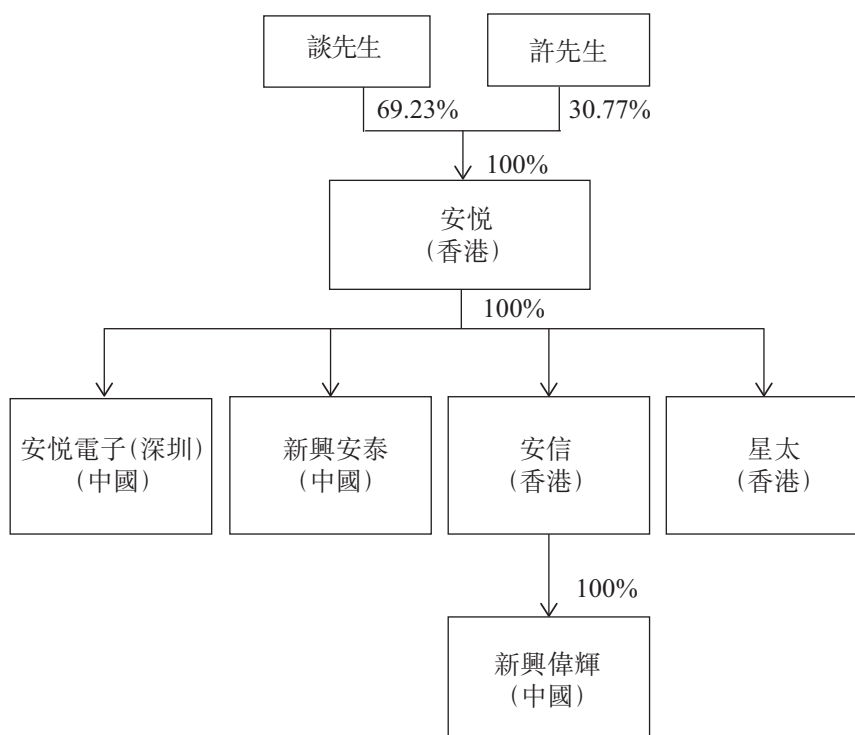 談先生
許先生
69.23%
30.77%
100%
安悦
(香港)
100%
安悦電子(深圳)
(中國)
新興安泰
(中國)
安信
(香港)
星太
(香港)
100%
新興偉輝
(中國)